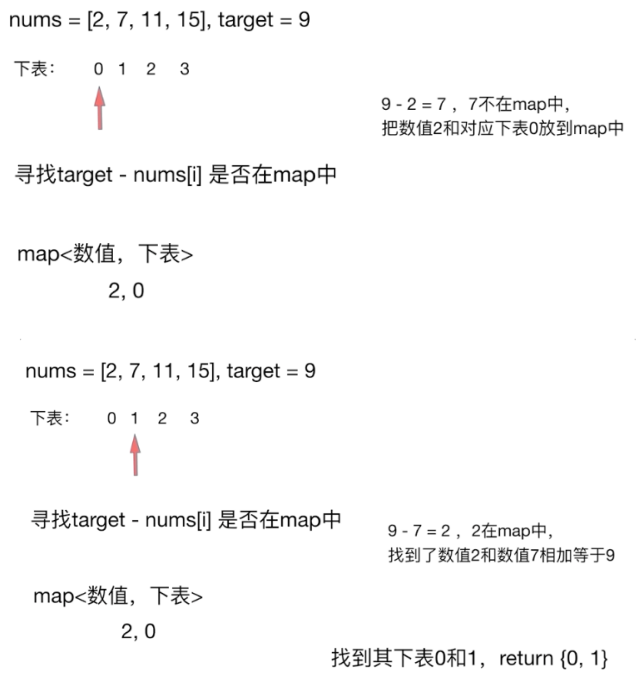 nums = [2, 7, 11, 15], target = 9
下表： 0 1 2 3
9 - 2 = 7 ，7不在map中，
把数值2和对应下表0放到map中
寻找target - nums[i] 是否在map中
map<数值，下表>
2, 0
nums = [2, 7, 11, 15], target = 9
下表： 0 1 2 3
寻找target - nums[i] 是否在map中
9 - 7 = 2 ，2在map中，
找到了数值2和数值7相加等于9
map<数值，下表>
2, 0
找到其下表0和1，return {0, 1}